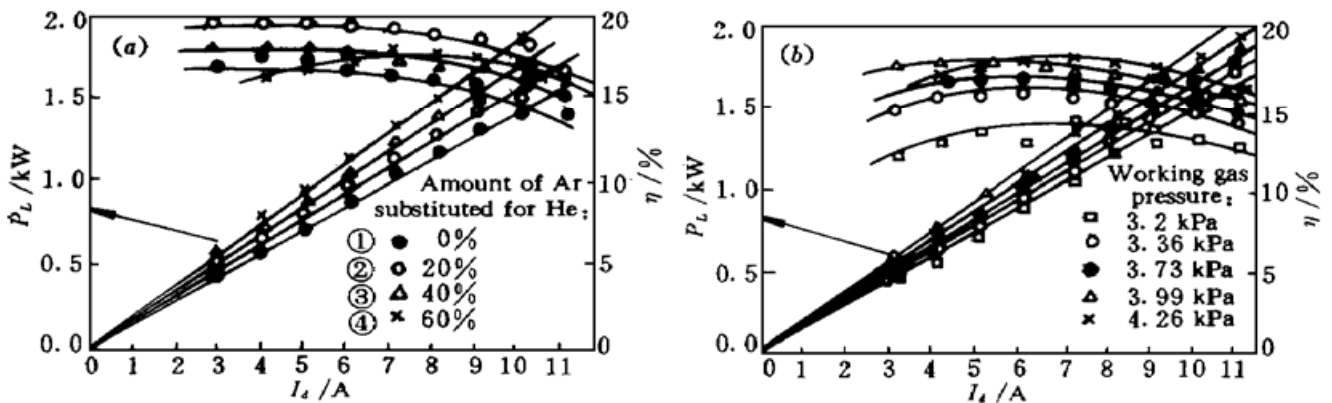 (a)
P_L /kW
2.0
1.5
1.0
0.5
0.0
20
15
10
5
0
η /%
Amount of Ar
substituted for He:
① ● 0%
② ○ 20%
③ △ 40%
④ × 60%
0 1 2 3 4 5 6 7 8 9 10 11
I_d /A
(b)
P_L /kW
2.0
1.5
1.0
0.5
0.0
20
15
10
5
0
η /%
Working gas
pressure:
□ 3.2 kPa
○ 3.36 kPa
● 3.73 kPa
△ 3.99 kPa
× 4.26 kPa
0 1 2 3 4 5 6 7 8 9 10 11
I_d /A